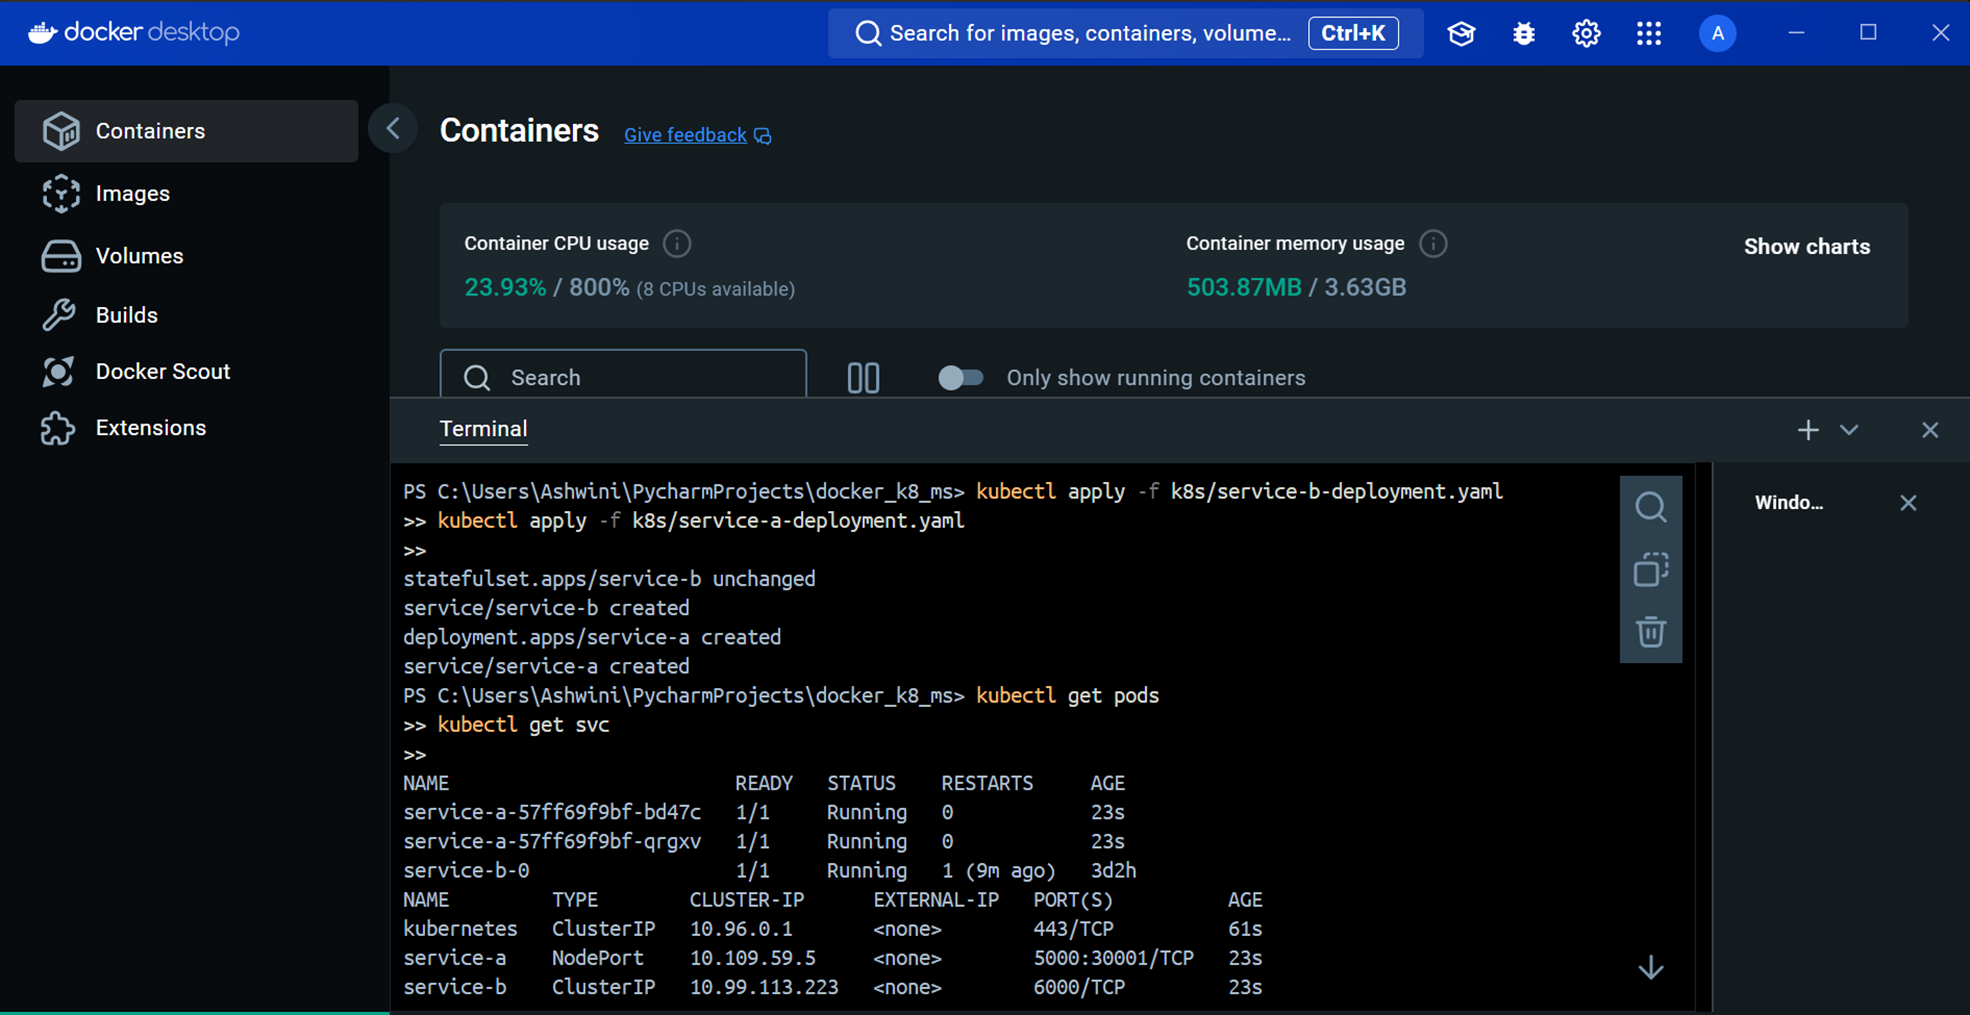 docker desktop
Search for images, containers, volume... Ctrl+K
A
Containers
Images
Volumes
Builds
Docker Scout
Extensions
Containers Give feedback
Container CPU usage
23.93% / 800% (8 CPUs available)
Container memory usage
503.87MB / 3.63GB
Show charts
Search
Only show running containers
Terminal
PS C:\Users\Ashwini\PycharmProjects\docker_k8_ms> kubectl apply -f k8s/service-b-deployment.yaml
>> kubectl apply -f k8s/service-a-deployment.yaml
>>
statefulset.apps/service-b unchanged
service/service-b created
deployment.apps/service-a created
service/service-a created
PS C:\Users\Ashwini\PycharmProjects\docker_k8_ms> kubectl get pods
>> kubectl get svc
>>
NAME READY STATUS RESTARTS AGE
service-a-57ff69f9bf-bd47c 1/1 Running 0 23s
service-a-57ff69f9bf-qrgxv 1/1 Running 0 23s
service-b-0 1/1 Running 1 (9m ago) 3d2h
NAME TYPE CLUSTER-IP EXTERNAL-IP PORT(S) AGE
kubernetes ClusterIP 10.96.0.1 <none> 443/TCP 61s
service-a NodePort 10.109.59.5 <none> 5000:30001/TCP 23s
service-b ClusterIP 10.99.113.223 <none> 6000/TCP 23s
Windo...